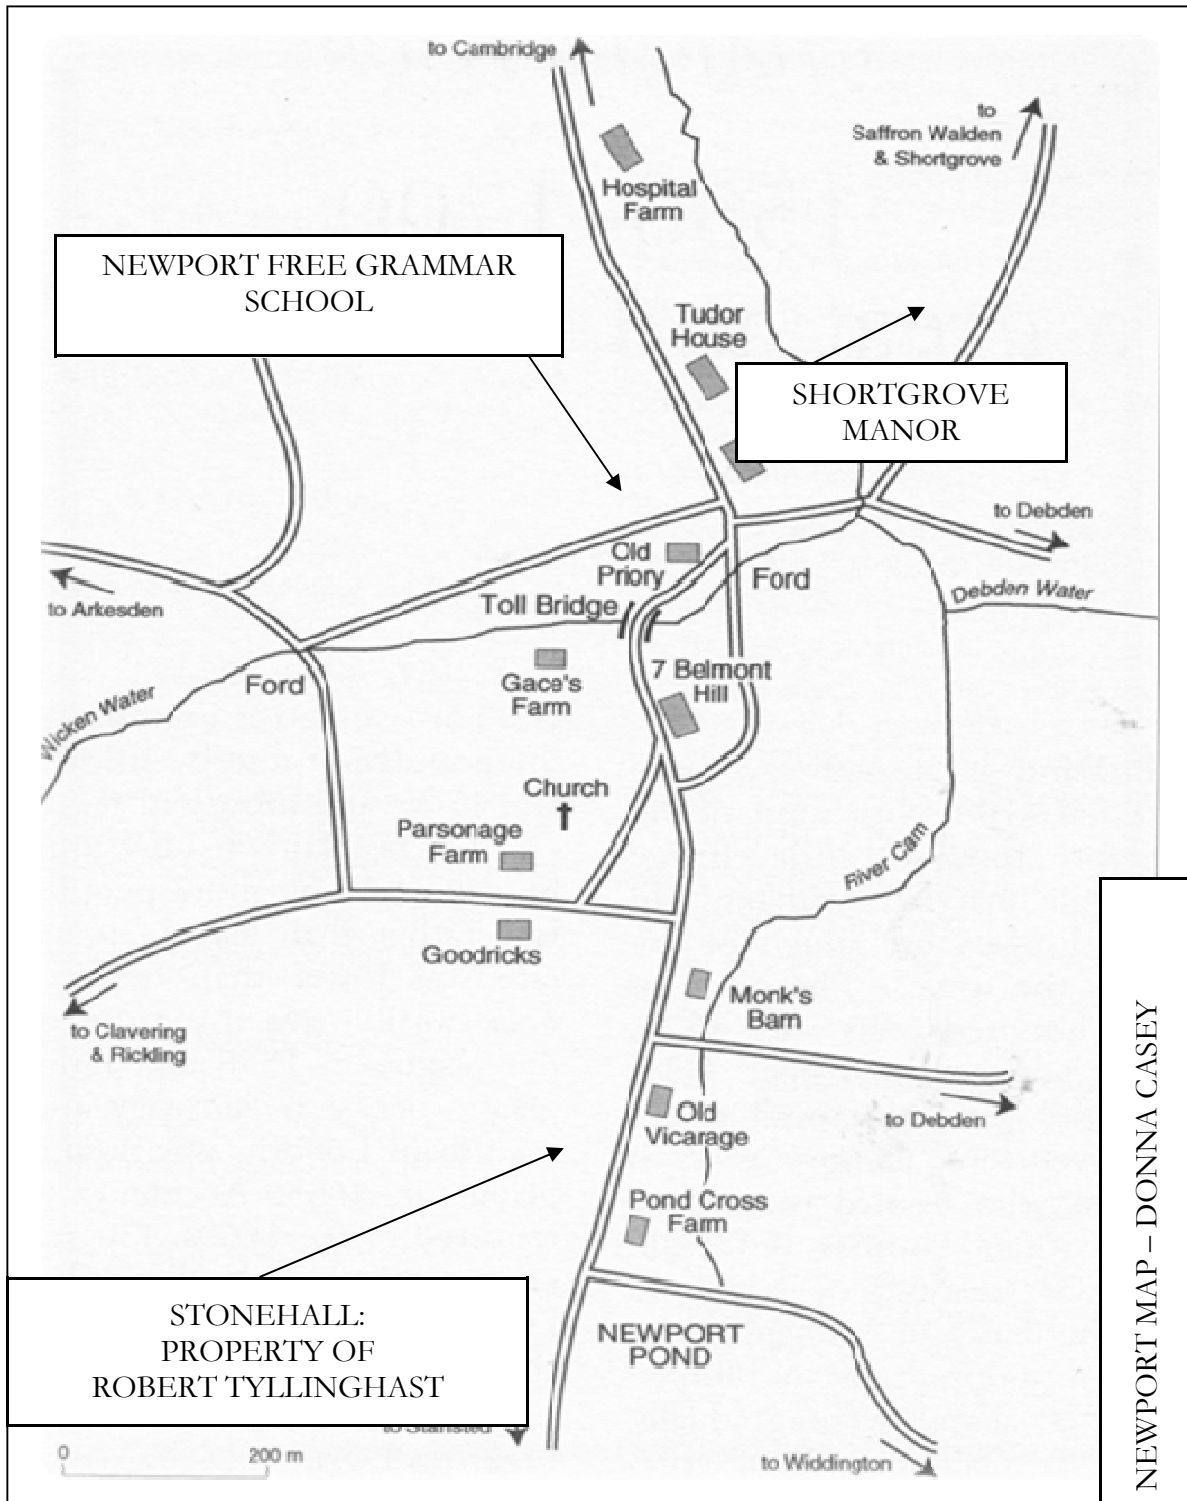 to Cambridge
to
Saffron Walden
& Shortgrove
Hospital
Farm
NEWPORT FREE GRAMMAR
SCHOOL
Tudor
House
SHORTGROVE
MANOR
to Debden
Old
Priory
Ford
Debden Water
to Arkesden
Toll Bridge
7 Belmont
Hill
Gace's
Farm
Ford
Wicken Water
Church
Parsonage
Farm
River Cam
Goodricks
Monk's
Barn
to Clavering
& Rickling
Old
Vicarage
to Debden
Pond Cross
Farm
STONEHALL:
PROPERTY OF
ROBERT TYLLINGHAST
NEWPORT
POND
to Stansted
0 200 m
to Widdington
NEWPORT MAP – DONNA CASEY